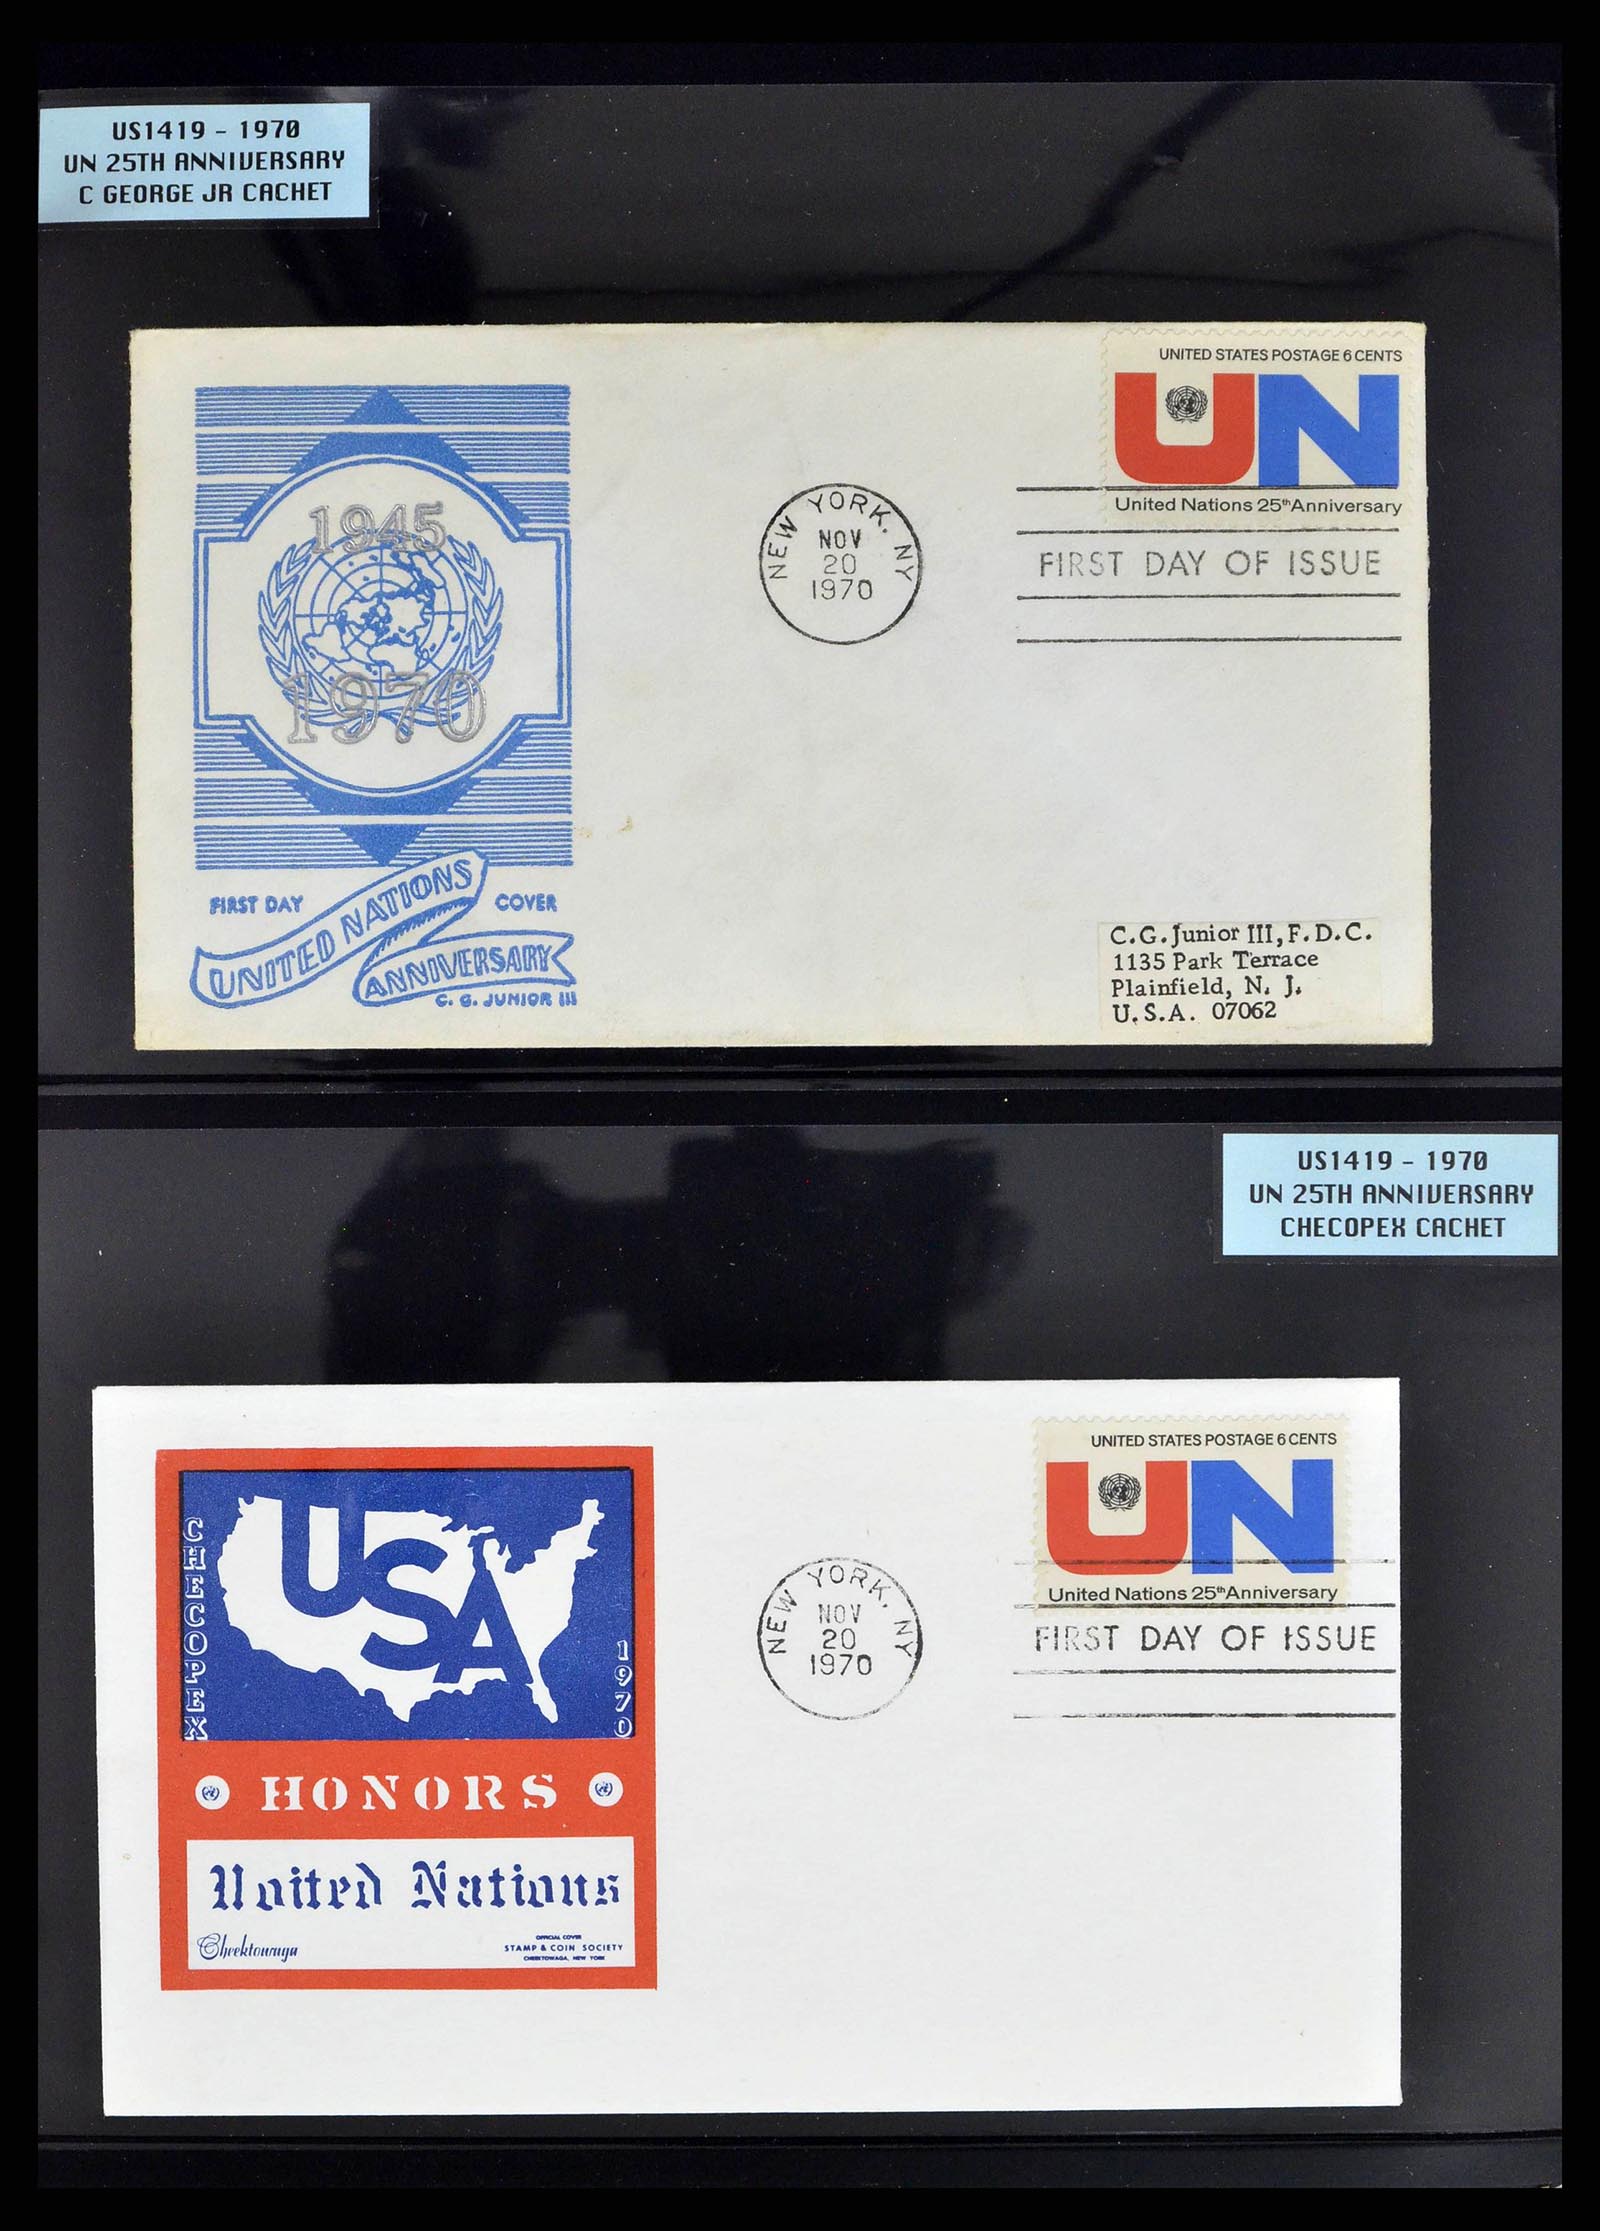 US1419 - 1970
UN 25TH ANNIVERSARY
C GEORGE JR CACHET
UNITED STATES POSTAGE 6 CENTS
UN
United Nations 25th Anniversary
NEW YORK, NY
NOV
20
1970
FIRST DAY OF ISSUE
1945
1970
FIRST DAY COVER
UNITED NATIONS
ANNIVERSARY
C. G. JUNIOR III
C.G.Junior III, F.D.C.
1135 Park Terrace
Plainfield, N. J.
U.S.A. 07062
US1419 - 1970
UN 25TH ANNIVERSARY
CHECOPEX CACHET
UNITED STATES POSTAGE 6 CENTS
UN
United Nations 25th Anniversary
NEW YORK, NY
NOV
20
1970
FIRST DAY OF ISSUE
CHECOPEX
USA
1970
HONORS
United Nations
Cheektowaga
OFFICIAL COVER
STAMP & COIN SOCIETY
CHEEKTOWAGA, NEW YORK